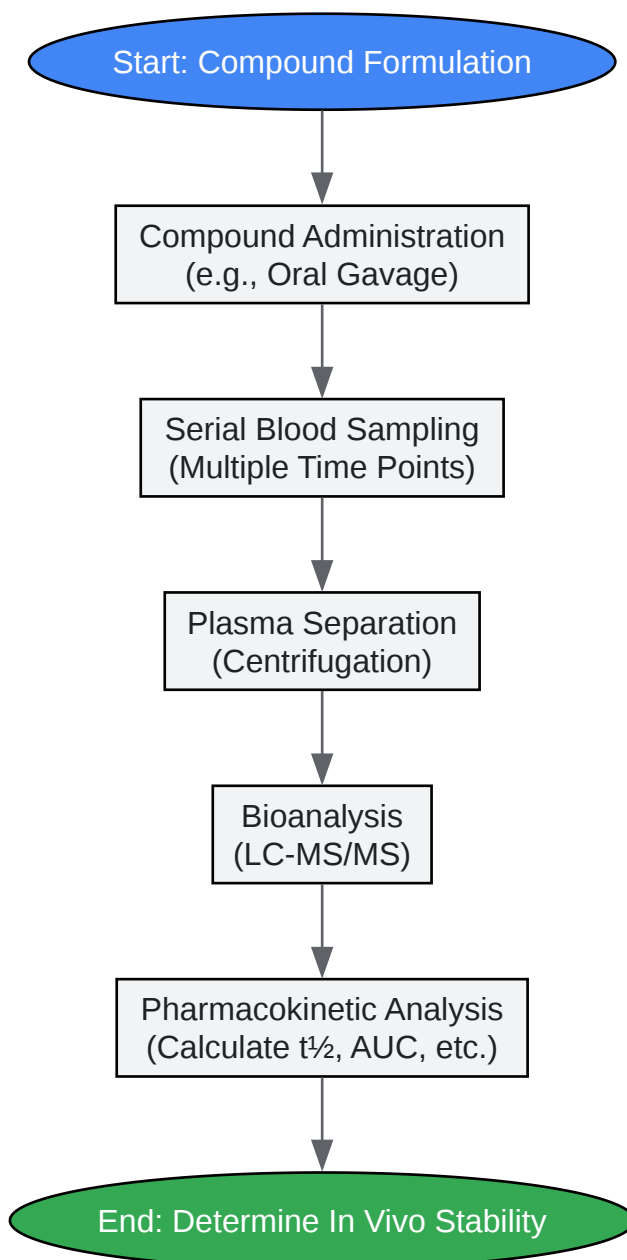 Start: Compound Formulation
Compound Administration
(e.g., Oral Gavage)
Serial Blood Sampling
(Multiple Time Points)
Plasma Separation
(Centrifugation)
Bioanalysis
(LC-MS/MS)
Pharmacokinetic Analysis
(Calculate t½, AUC, etc.)
End: Determine In Vivo Stability